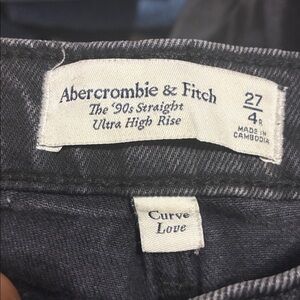 Abercrombie & Fitch
The '90s Straight
Ultra High Rise
27
4R
MADE IN
CAMBODIA
Curve
Love